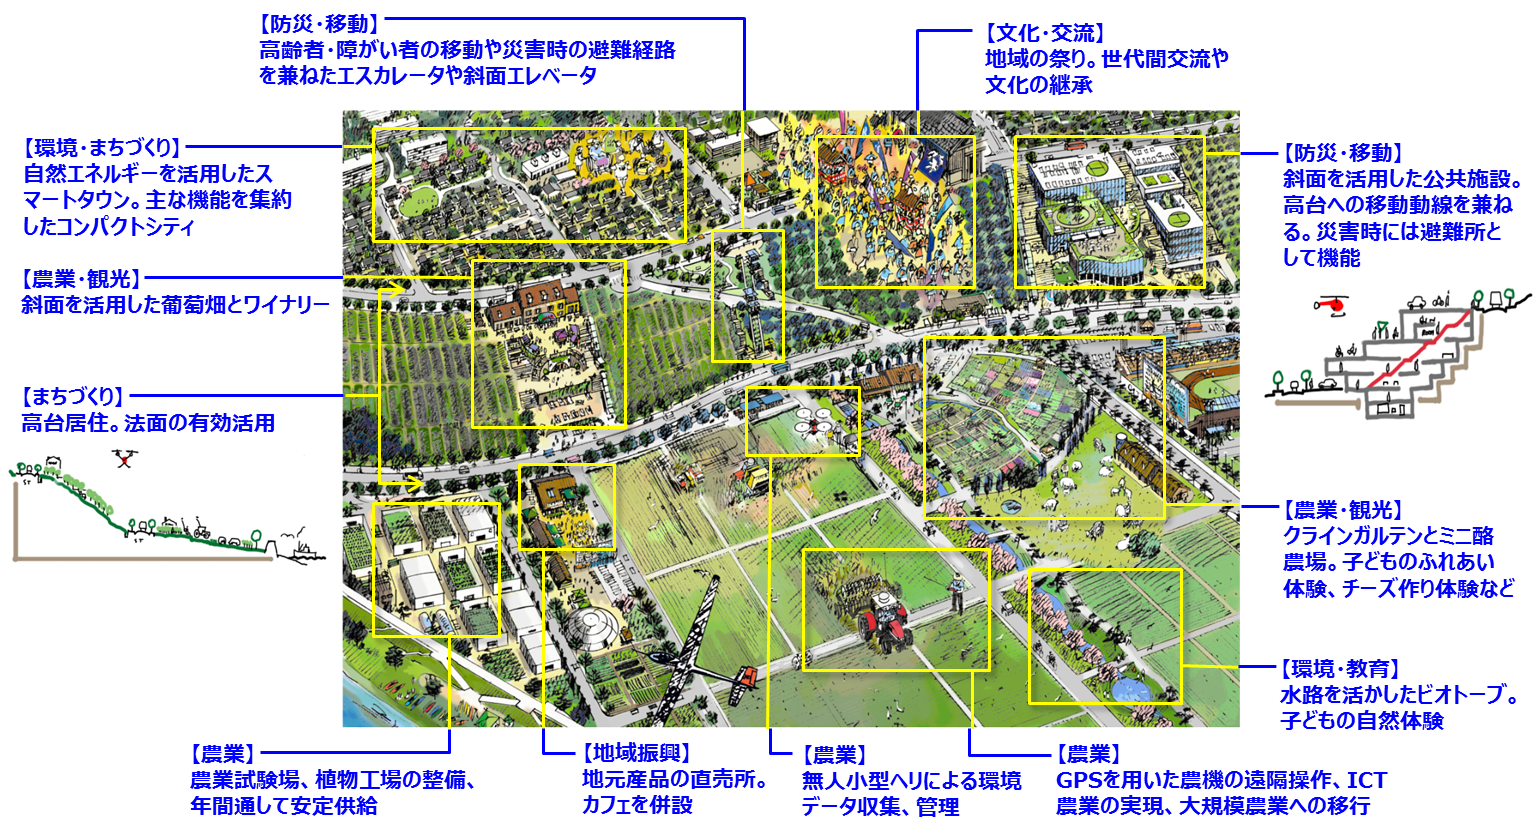 【防災・移動】
高齢者・障がい者の移動や災害時の避難経路
を兼ねたエスカレータや斜面エレベータ
【文化・交流】
地域の祭り。世代間交流や
文化の継承
【環境・まちづくり】
自然エネルギーを活用したス
マートタウン。主な機能を集約
したコンパクトシティ
【防災・移動】
斜面を活用した公共施設。
高台への移動動線を兼ね
る。災害時には避難所と
して機能
【農業・観光】
斜面を活用した葡萄畑とワイナリー
【まちづくり】
高台居住。法面の有効活用
【農業・観光】
クラインガルテンとミニ酪
農場。子どものふれあい
体験、チーズ作り体験など
【環境・教育】
水路を活かしたビオトーブ。
子どもの自然体験
【農業】
農業試験場、植物工場の整備、
年間通して安定供給
【地域振興】
地元産品の直売所。
カフェを併設
【農業】
無人小型ヘリによる環境
データ収集、管理
【農業】
GPSを用いた農機の遠隔操作、ICT
農業の実現、大規模農業への移行